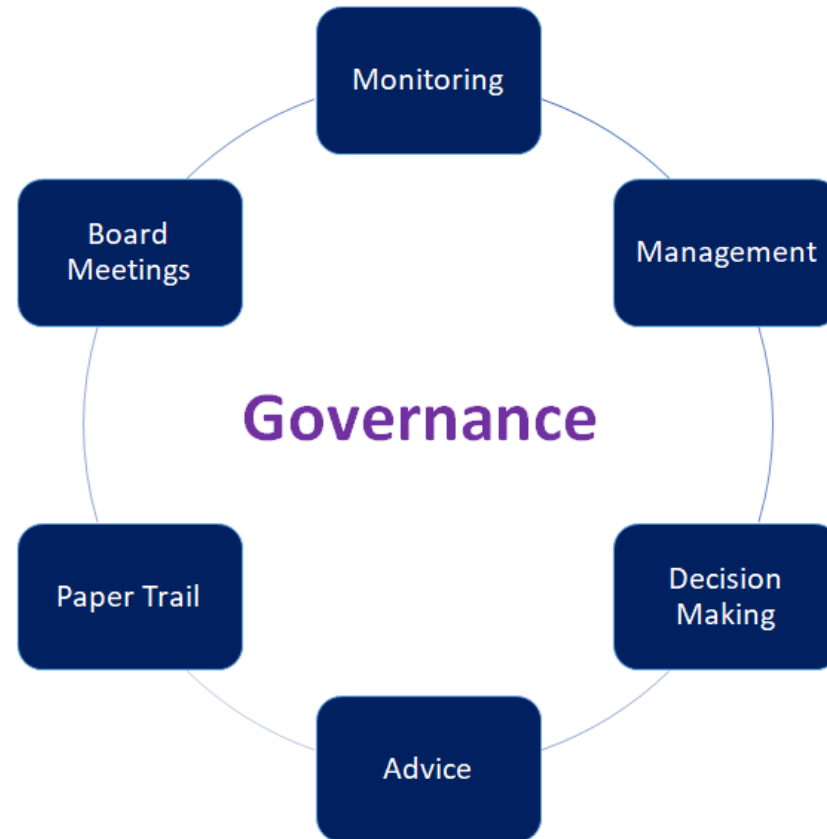 Monitoring
Board
Meetings
Management
Governance
Paper Trail
Decision
Making
Advice